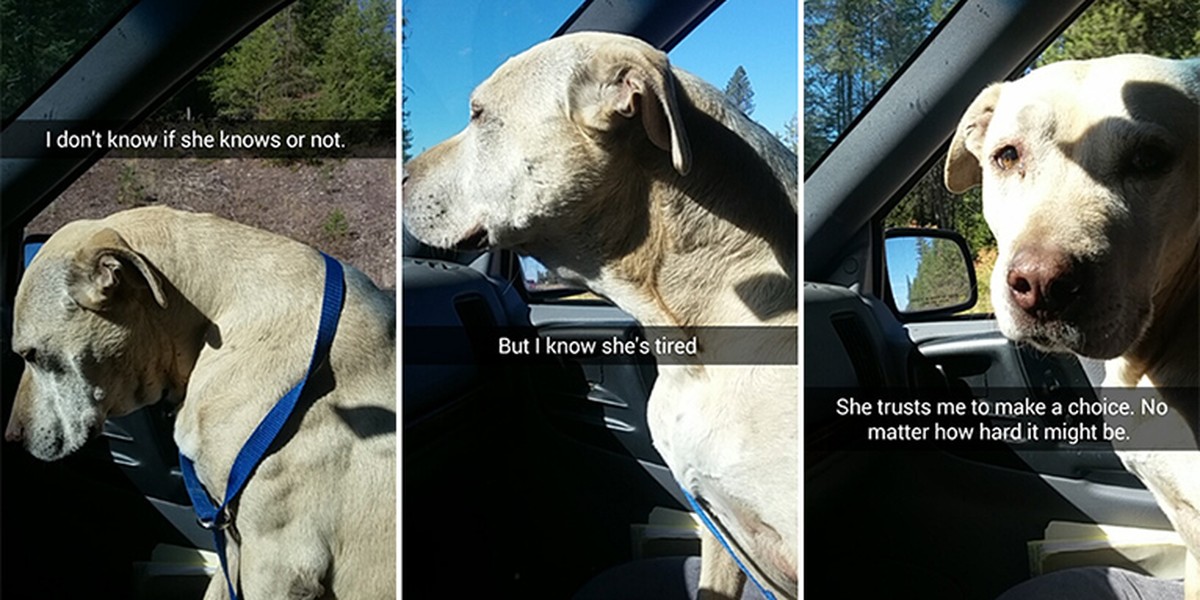 I don't know if she knows or not.
But I know she's tired
She trusts me to make a choice. No
matter how hard it might be.